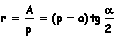 r = A/p = (p - a) tg α/2